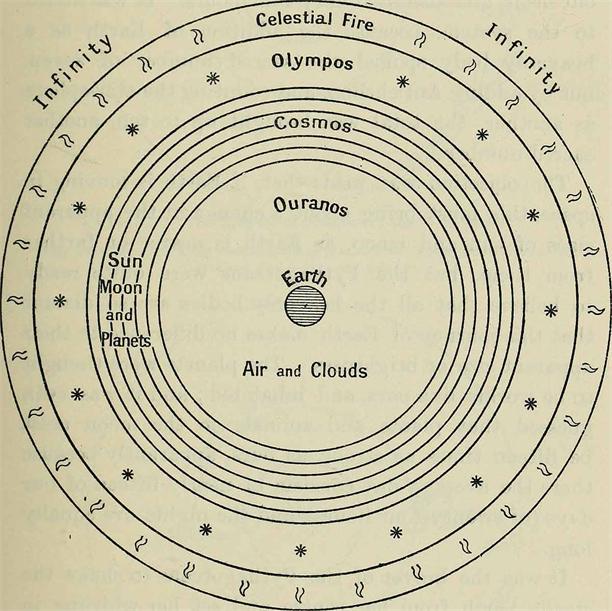 Celestial Fire
Infinity
Infinity
Olympos
Cosmos
Ouranos
Sun
Moon
and
Planets
Earth
Air and Clouds